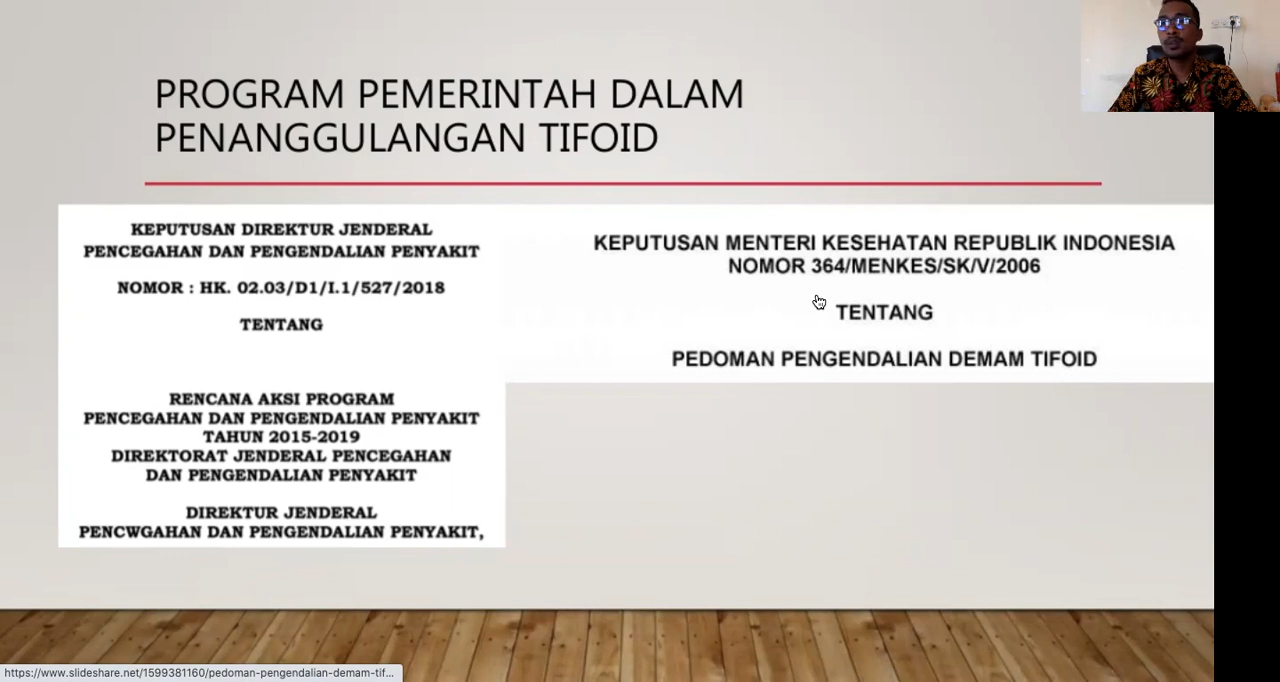 PROGRAM PEMERINTAH DALAM
PENANGGULANGAN TIFOID
KEPUTUSAN DIREKTUR JENDERAL
PENCEGAHAN DAN PENGENDALIAN PENYAKIT
NOMOR : HK. 02.03/D1/I.1/527/2018
TENTANG
RENCANA AKSI PROGRAM
PENCEGAHAN DAN PENGENDALIAN PENYAKIT
TAHUN 2015-2019
DIREKTORAT JENDERAL PENCEGAHAN
DAN PENGENDALIAN PENYAKIT
DIREKTUR JENDERAL
PENCWGAHAN DAN PENGENDALIAN PENYAKIT,
KEPUTUSAN MENTERI KESEHATAN REPUBLIK INDONESIA
NOMOR 364/MENKES/SK/V/2006
TENTANG
PEDOMAN PENGENDALIAN DEMAM TIFOID
https://www.slideshare.net/1599381160/pedoman-pengendalian-demam-tif...